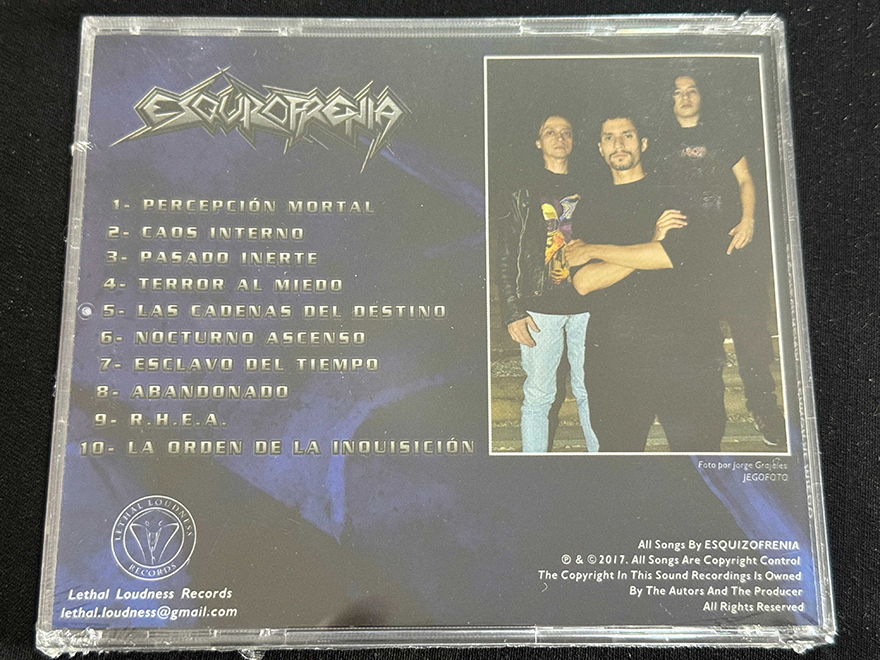 ESQUIZOFRENIA
1- PERCEPCIÓN MORTAL
2- CAOS INTERNO
3- PASADO INERTE
4- TERROR AL MIEDO
5- LAS CADENAS DEL DESTINO
6- NOCTURNO ASCENSO
7- ESCLAVO DEL TIEMPO
8- ABANDONADO
9- R.H.E.A.
10- LA ORDEN DE LA INQUISICIÓN
Foto por Jorge Grajales
JEGOFOTO
LETHAL LOUDNESS
RECORDS
Lethal Loudness Records
lethal.loudness@gmail.com
All Songs By ESQUIZOFRENIA
℗ & © 2017. All Songs Are Copyright Control
The Copyright In This Sound Recordings Is Owned
By The Autors And The Producer
All Rights Reserved